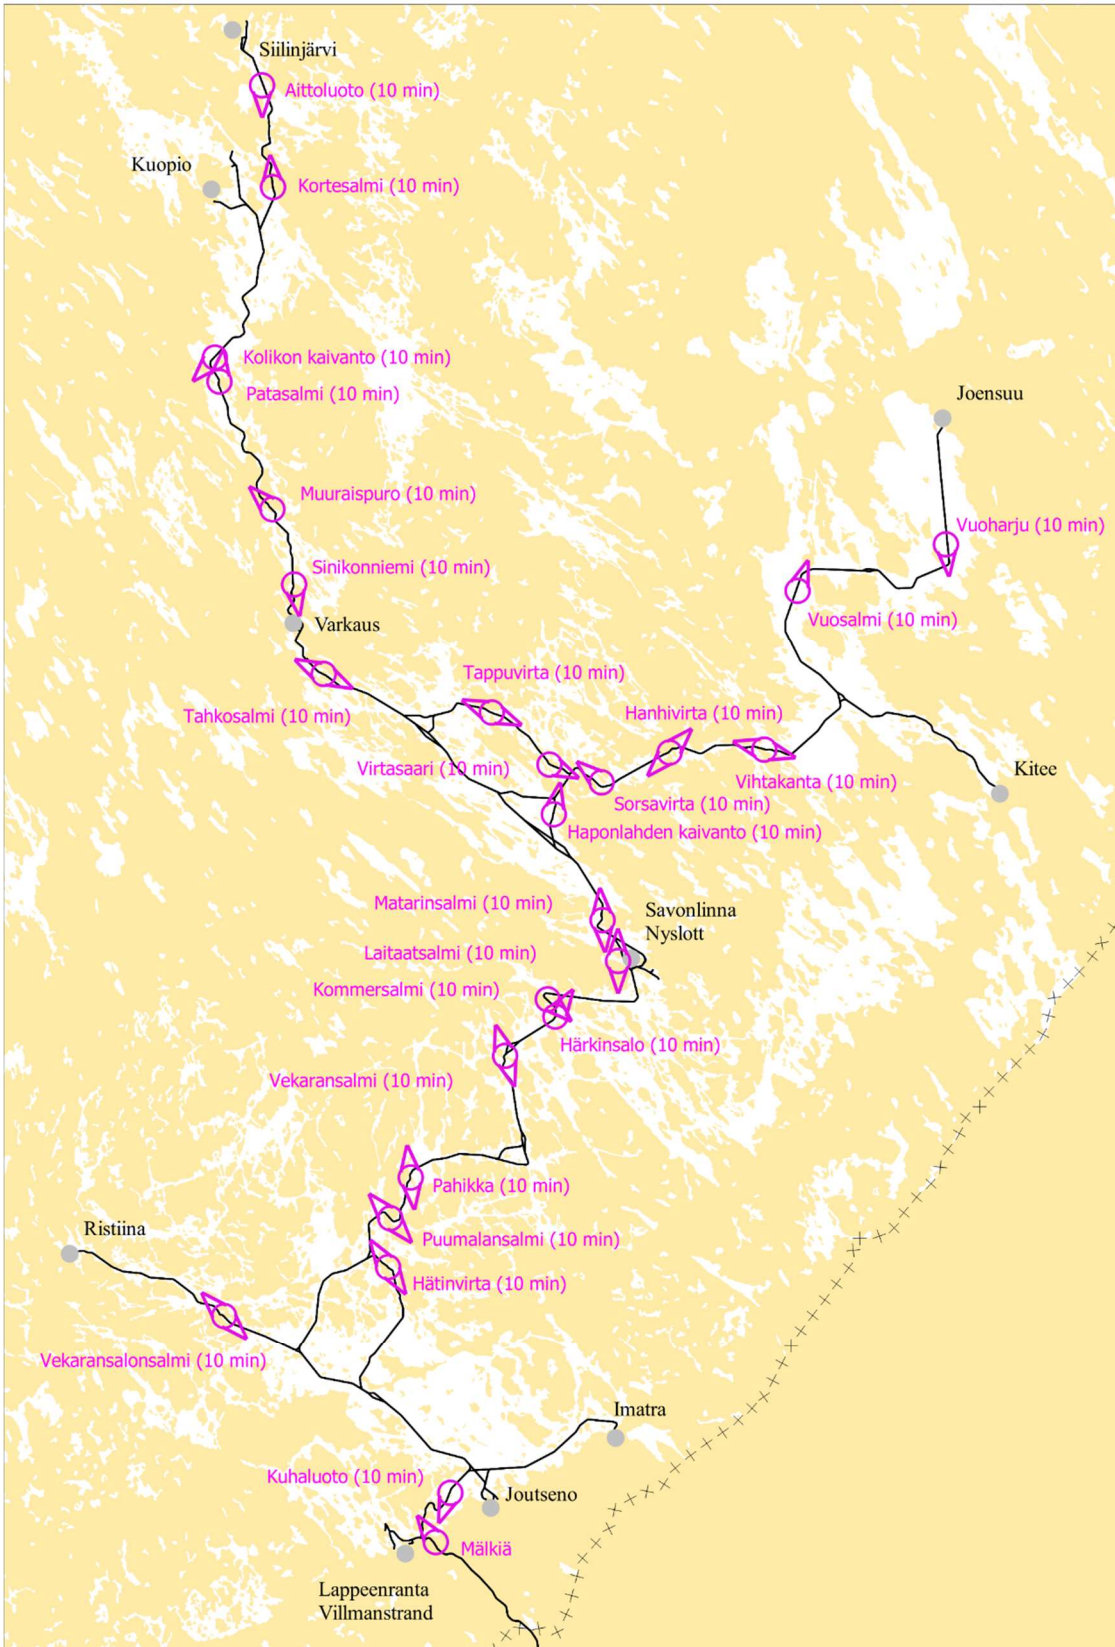 Siilinjärvi
Aittoluoto (10 min)
Kuopio
Kortesalmi (10 min)
Kolikon kaivanto (10 min)
Patasalmi (10 min)
Joensuu
Muuraispuro (10 min)
Vuoharju (10 min)
Sinikonniemi (10 min)
Varkaus
Vuosalmi (10 min)
Tappuvirta (10 min)
Tahkosalmi (10 min)
Hanhivirta (10 min)
Virtasaari (10 min)
Vihtakanta (10 min)
Kitee
Sorsavirta (10 min)
Haponlahden kaivanto (10 min)
Matarinsalmi (10 min)
Savonlinna
Nyslott
Laitaatsalmi (10 min)
Kommersalmi (10 min)
Härkinsalo (10 min)
Vekaransalmi (10 min)
Pahikka (10 min)
Ristiina
Puumalansalmi (10 min)
Hätinvirta (10 min)
Vekaransalonsalmi (10 min)
Imatra
Kuhaluoto (10 min)
Joutseno
Mälkiä
Lappeenranta
Villmanstrand